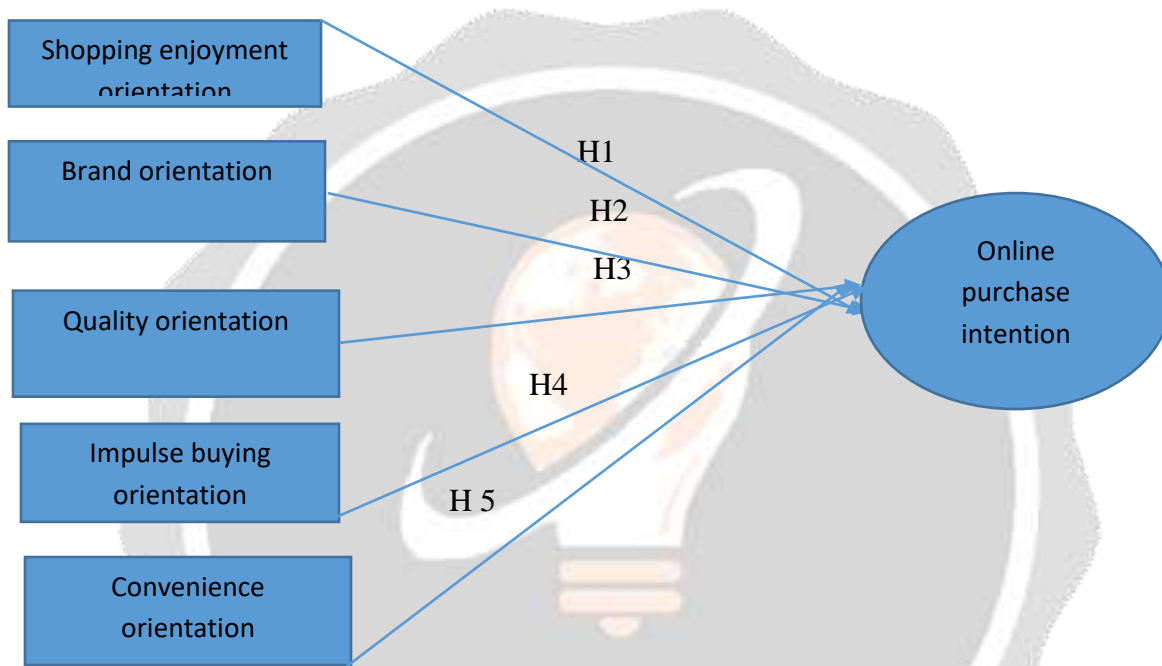 Shopping enjoyment
orientation
H1
Brand orientation
H2
H3
Online
purchase
intention
Quality orientation
H4
Impulse buying
orientation
H 5
Convenience
orientation